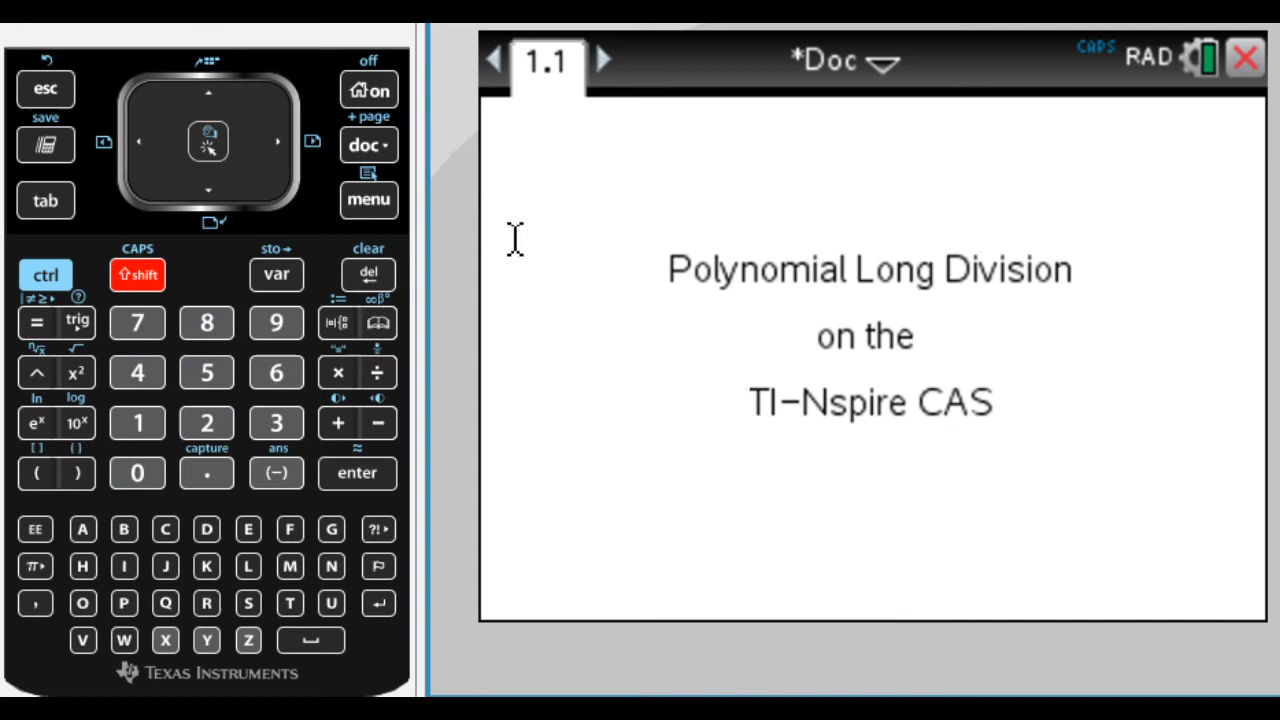 off
esc
on
save
+ page
doc
tab
menu
CAPS
sto→
clear
ctrl
⇧shift
var
del
|≠≥▸
?
:=
∞β°
=
trig
7
8
9
|□|{
ⁿ√x
√
"□"
^
x²
4
5
6
×
÷
ln
log
eˣ
10ˣ
1
2
3
+
−
[ ]
{ }
capture
ans
≈
(
)
0
.
(−)
enter
EE
A
B
C
D
E
F
G
?!▸
π▸
H
I
J
K
L
M
N
,
O
P
Q
R
S
T
U
V
W
X
Y
Z
TEXAS INSTRUMENTS
1.1
*Doc
CAPS
RAD
Polynomial Long Division
on the
TI-Nspire CAS